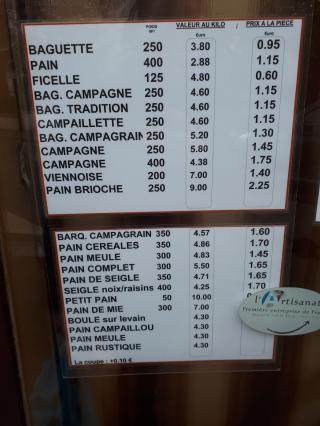 POIDS NET VALEUR AU KILO / PRIX A LA PIECE
Euro Euro
BAGUETTE 250 3.80 0.95
PAIN 400 2.88 1.15
FICELLE 125 4.80 0.60
BAG. CAMPAGNE 250 4.60 1.15
BAG. TRADITION 250 4.60 1.15
CAMPAILLETTE 250 4.60 1.15
BAG. CAMPAGRAIN 250 5.20 1.30
CAMPAGNE 250 5.80 1.45
CAMPAGNE 400 4.38 1.75
VIENNOISE 200 7.00 1.40
PAIN BRIOCHE 250 9.00 2.25
BARQ. CAMPAGRAIN 350 4.57 1.60
PAIN CEREALES 350 4.86 1.70
PAIN MEULE 300 4.83 1.45
PAIN COMPLET 300 5.50 1.65
PAIN DE SEIGLE 350 4.71 1.65
SEIGLE noix/raisins 400 4.25 1.70
PETIT PAIN 50 10.00
PAIN DE MIE 300 7.00
BOULE sur levain 4.30
PAIN CAMPAILLOU 4.30
PAIN MEULE 4.30
PAIN RUSTIQUE 4.30
La coupe : +0.10 €
l'Artisanat
Première entreprise de